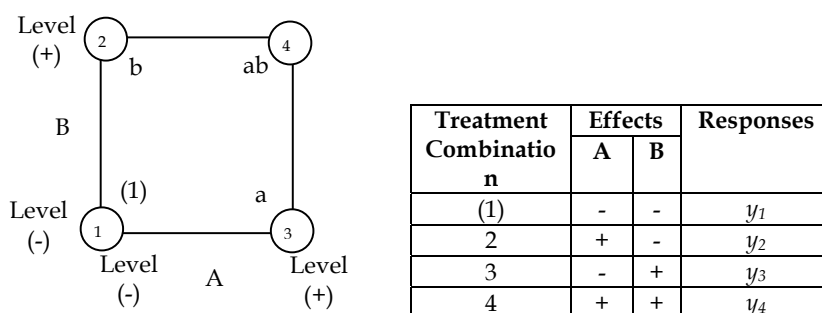 Level
(+)
2
4
b
ab
B
(1)
a
Level
(-)
1
3
Level
(-)
A
Level
(+)
Treatment Combinatio n Effects Responses
A B
(1) - - y1
2 + - y2
3 - + y3
4 + + y4